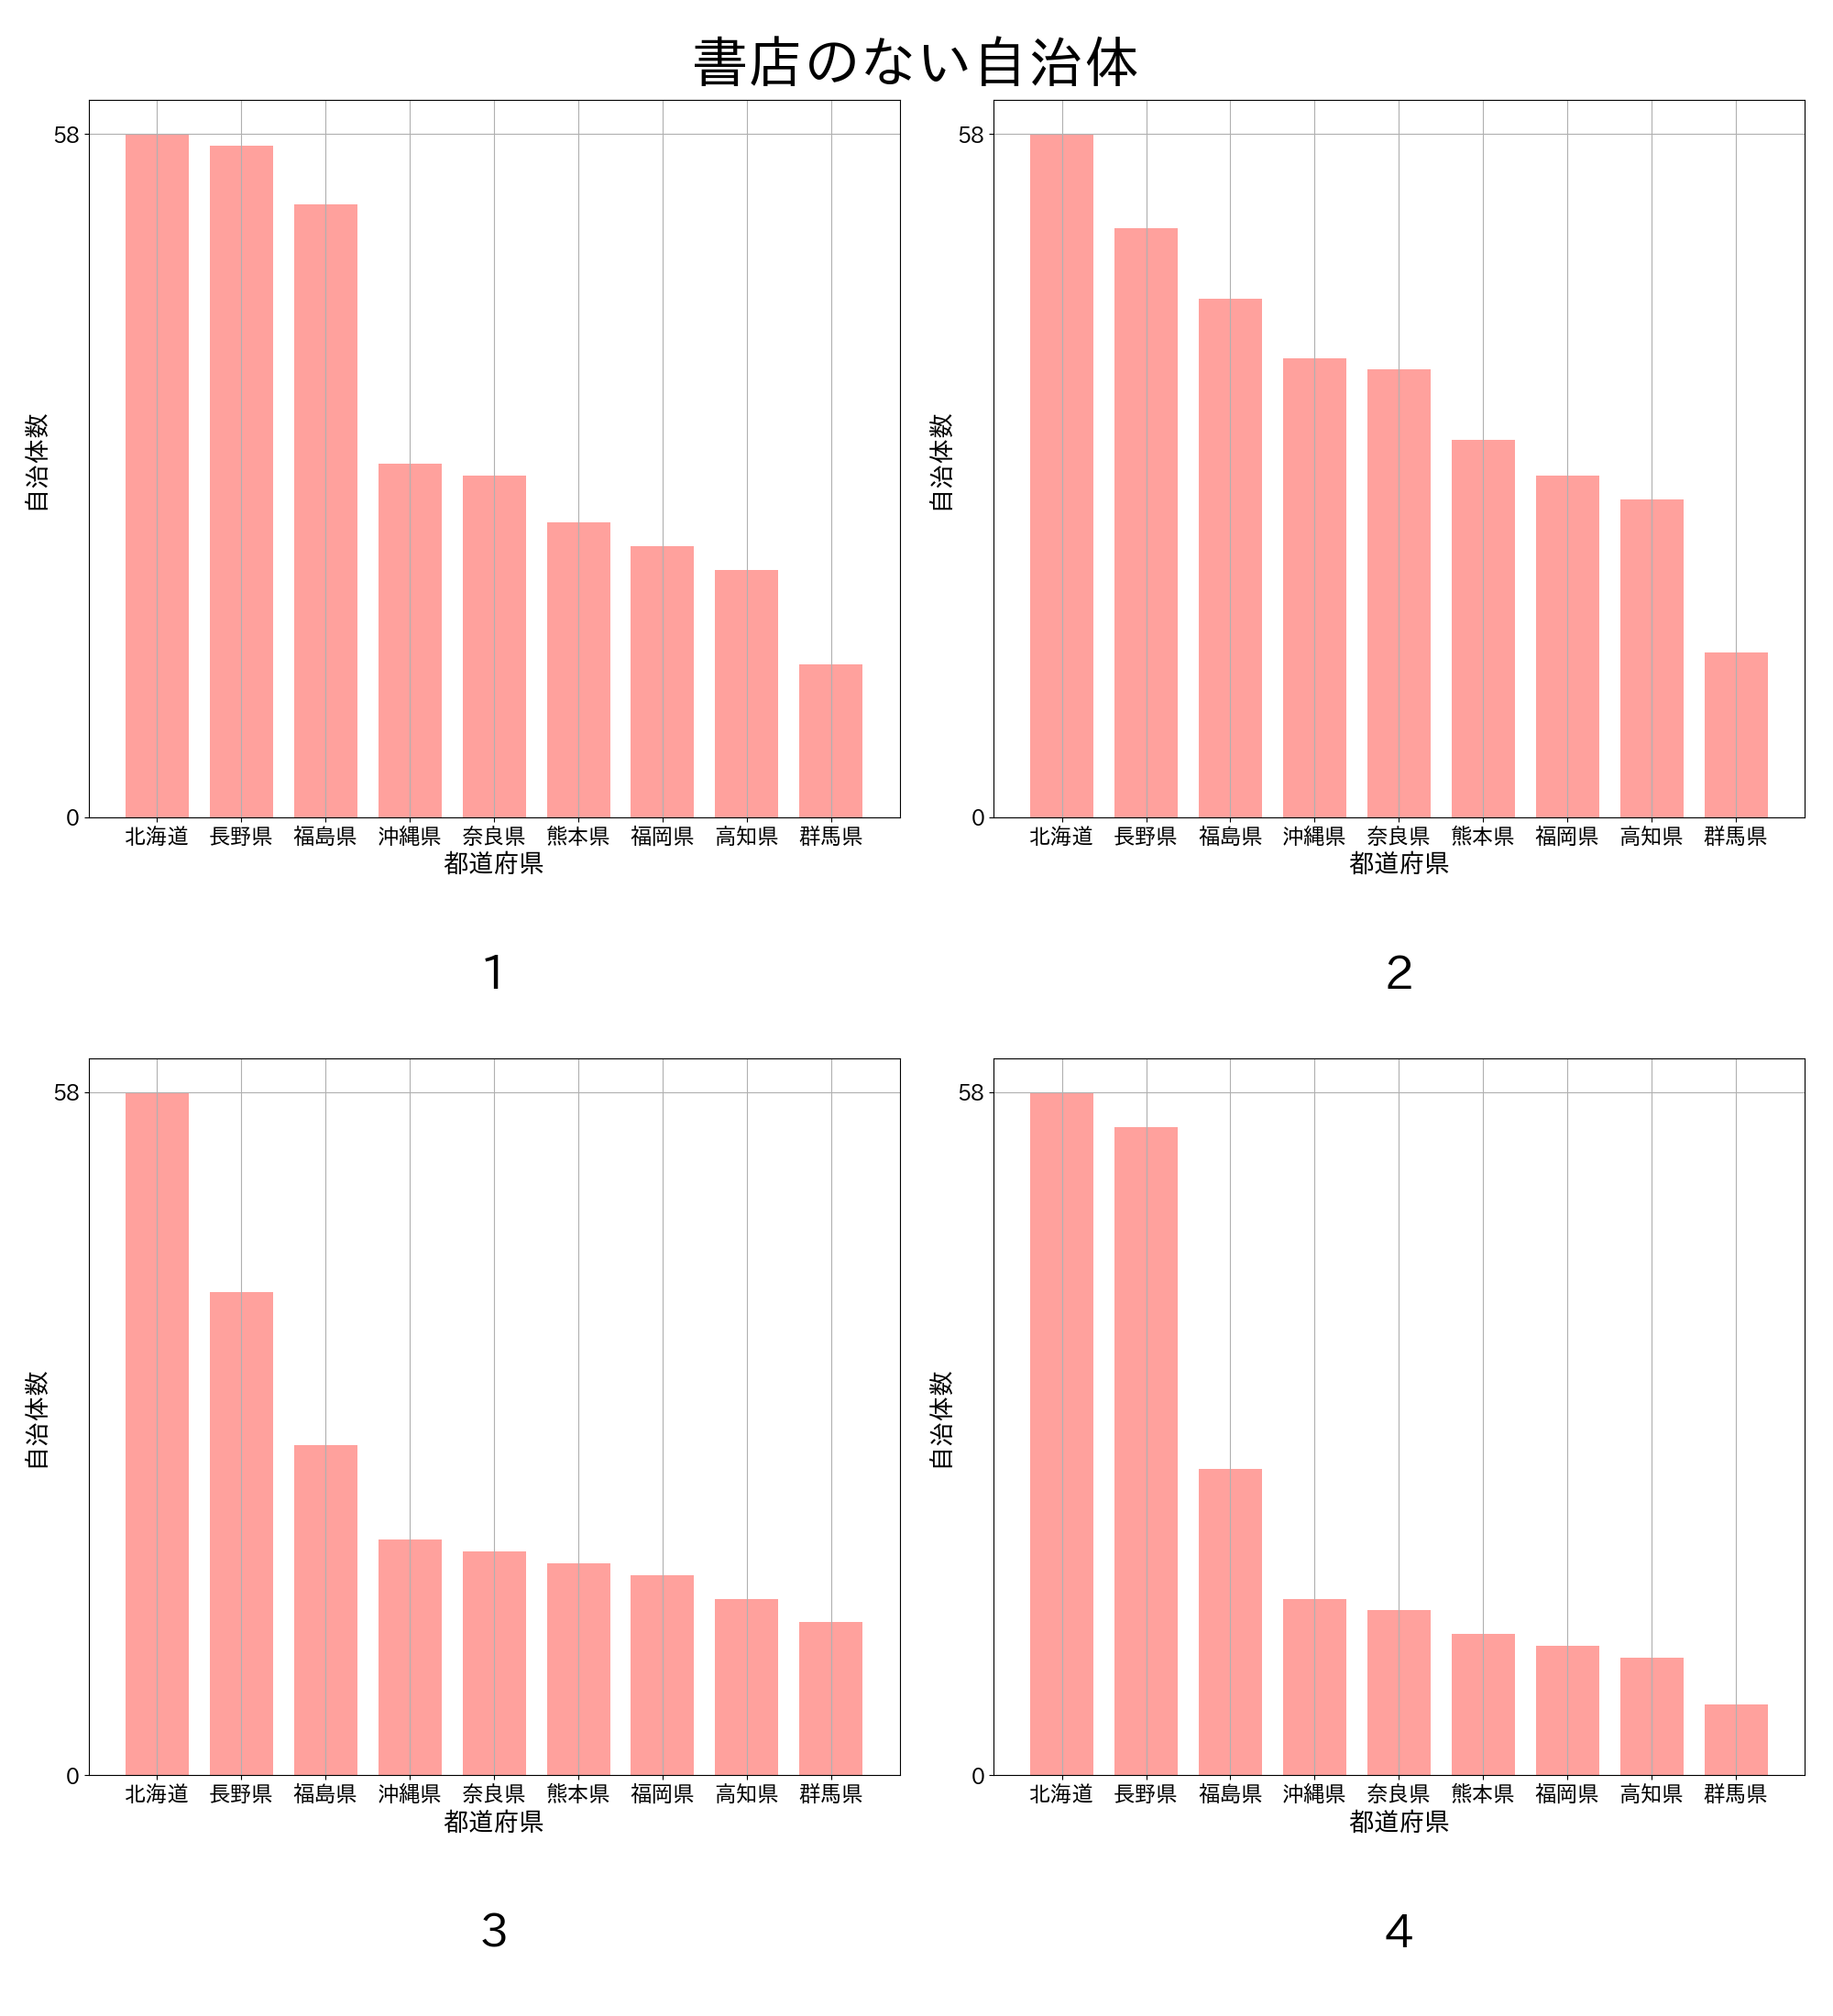 書店のない自治体
58
0
自治体数
北海道 長野県 福島県 沖縄県 奈良県 熊本県 福岡県 高知県 群馬県
都道府県
1
58
0
自治体数
北海道 長野県 福島県 沖縄県 奈良県 熊本県 福岡県 高知県 群馬県
都道府県
2
58
0
自治体数
北海道 長野県 福島県 沖縄県 奈良県 熊本県 福岡県 高知県 群馬県
都道府県
3
58
0
自治体数
北海道 長野県 福島県 沖縄県 奈良県 熊本県 福岡県 高知県 群馬県
都道府県
4